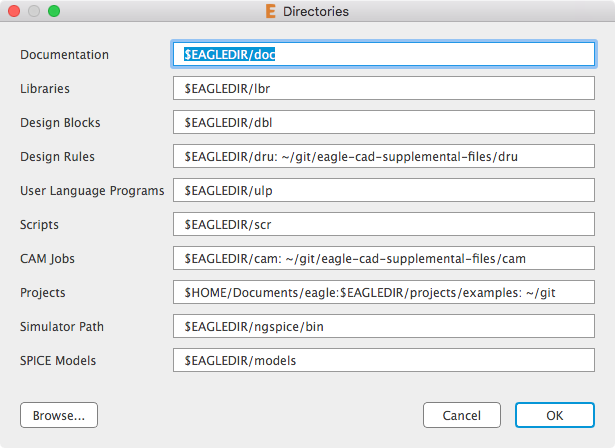 E Directories
Documentation $EAGLEDIR/doc
Libraries $EAGLEDIR/lbr
Design Blocks $EAGLEDIR/dbl
Design Rules $EAGLEDIR/dru: ~/git/eagle-cad-supplemental-files/dru
User Language Programs $EAGLEDIR/ulp
Scripts $EAGLEDIR/scr
CAM Jobs $EAGLEDIR/cam: ~/git/eagle-cad-supplemental-files/cam
Projects $HOME/Documents/eagle:$EAGLEDIR/projects/examples: ~/git
Simulator Path $EAGLEDIR/ngspice/bin
SPICE Models $EAGLEDIR/models
Browse... Cancel OK